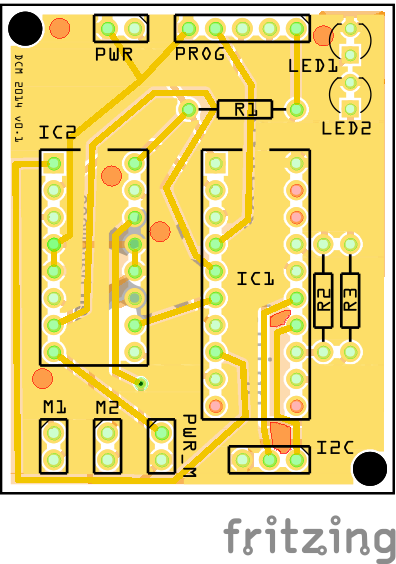 PWR
PROG
LED1
DCM 2014 v0.1
R1
LED2
IC2
IC1
R2
R3
M1
M2
PWR_M
I2C
fritzing